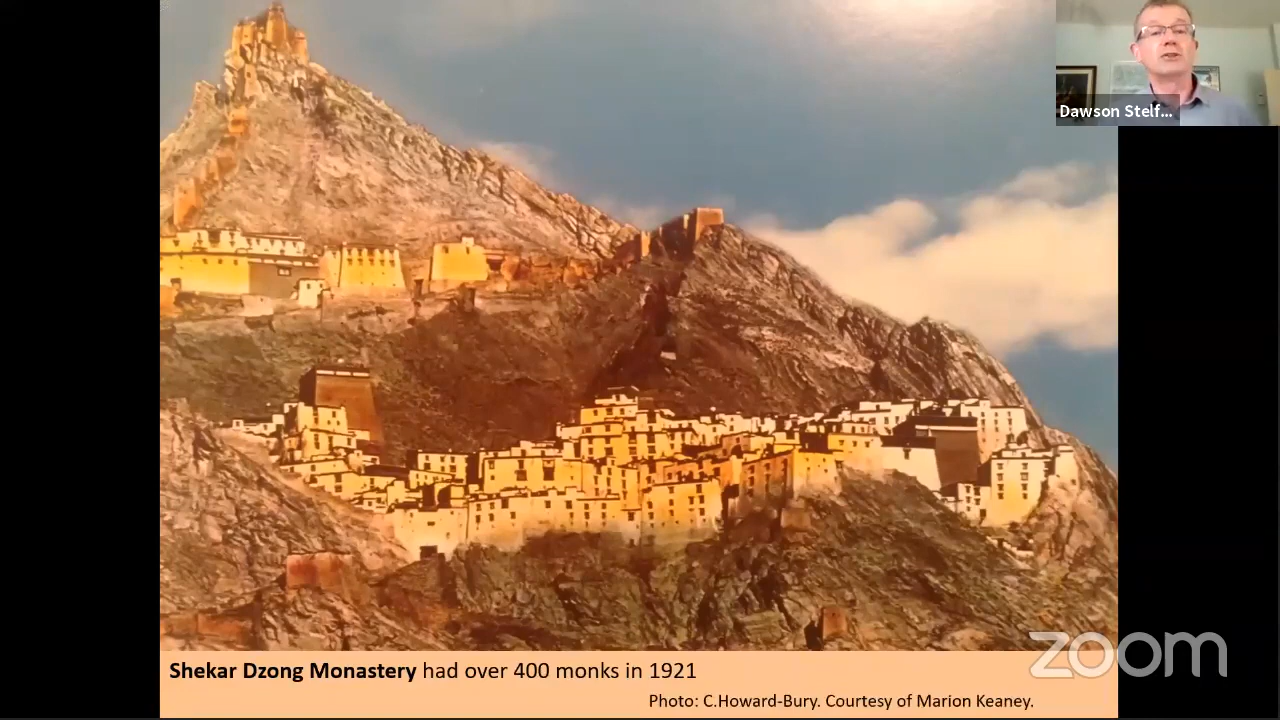 Dawson Stelf...
Shekar Dzong Monastery had over 400 monks in 1921
Photo: C.Howard-Bury. Courtesy of Marion Keaney.
zoom